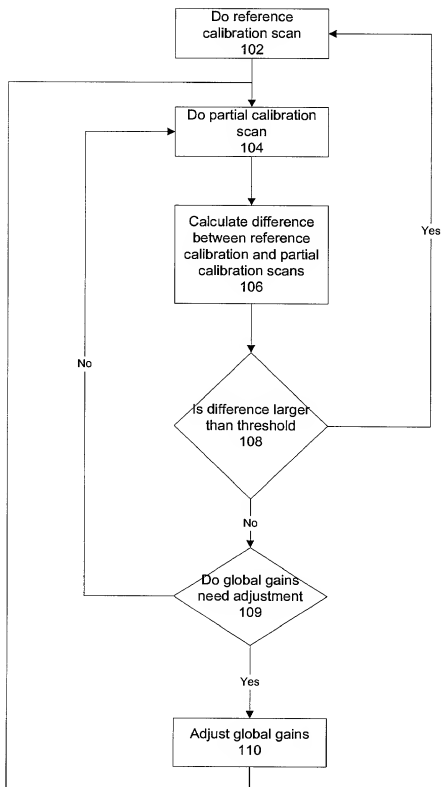 Do reference
calibration scan
102
Do partial calibration
scan
104
Calculate difference
between reference
calibration and partial
calibration scans
106
Yes
No
Is difference larger
than threshold
108
No
Do global gains
need adjustment
109
Yes
Adjust global gains
110